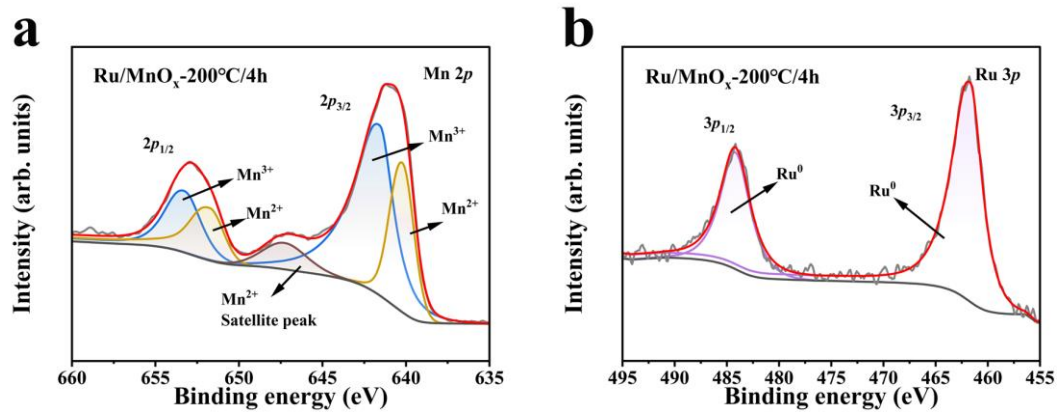 a
Ru/MnOₓ-200°C/4h
Mn 2p
2p₃/₂
2p₁/₂
Mn³⁺
Mn³⁺
Mn²⁺
Mn²⁺
Mn²⁺
Satellite peak
Intensity (arb. units)
660 655 650 645 640 635
Binding energy (eV)
b
Ru/MnOₓ-200°C/4h
Ru 3p
3p₁/₂
3p₃/₂
Ru⁰
Ru⁰
Intensity (arb. units)
495 490 485 480 475 470 465 460 455
Binding energy (eV)